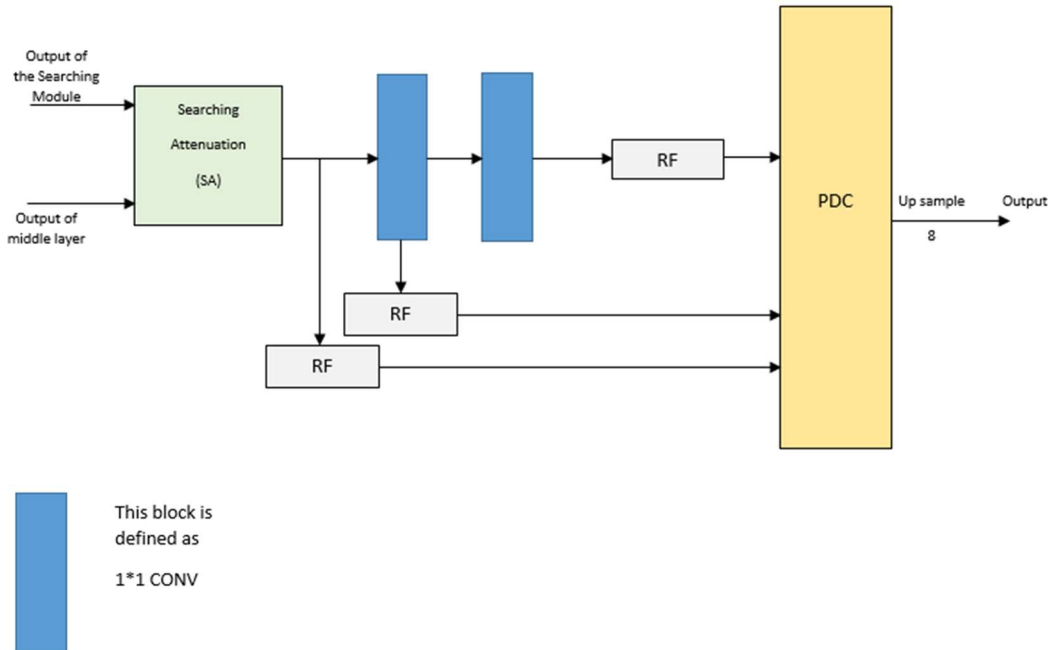 Output of
the Searching
Module
Searching
Attenuation
(SA)
Output of
middle layer
RF
RF
RF
PDC
Up sample
8
Output
This block is
defined as
1*1 CONV